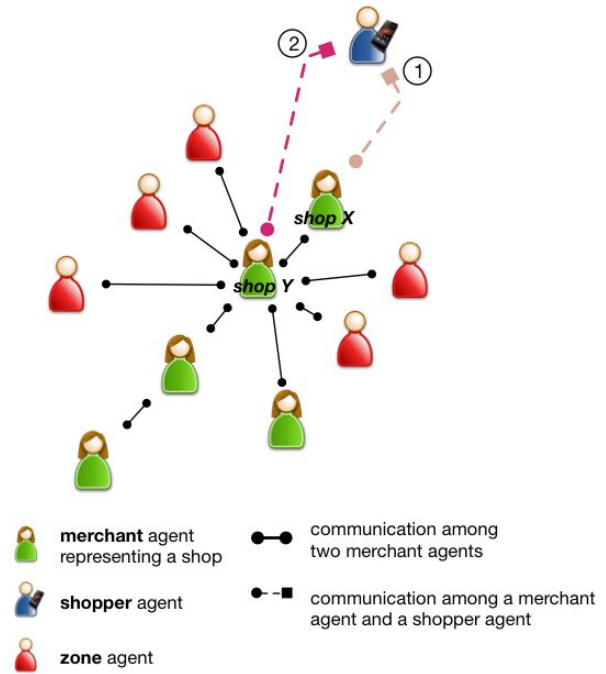 2
1
shop X
shop Y
merchant agent
representing a shop
communication among
two merchant agents
shopper agent
communication among a merchant
agent and a shopper agent
zone agent